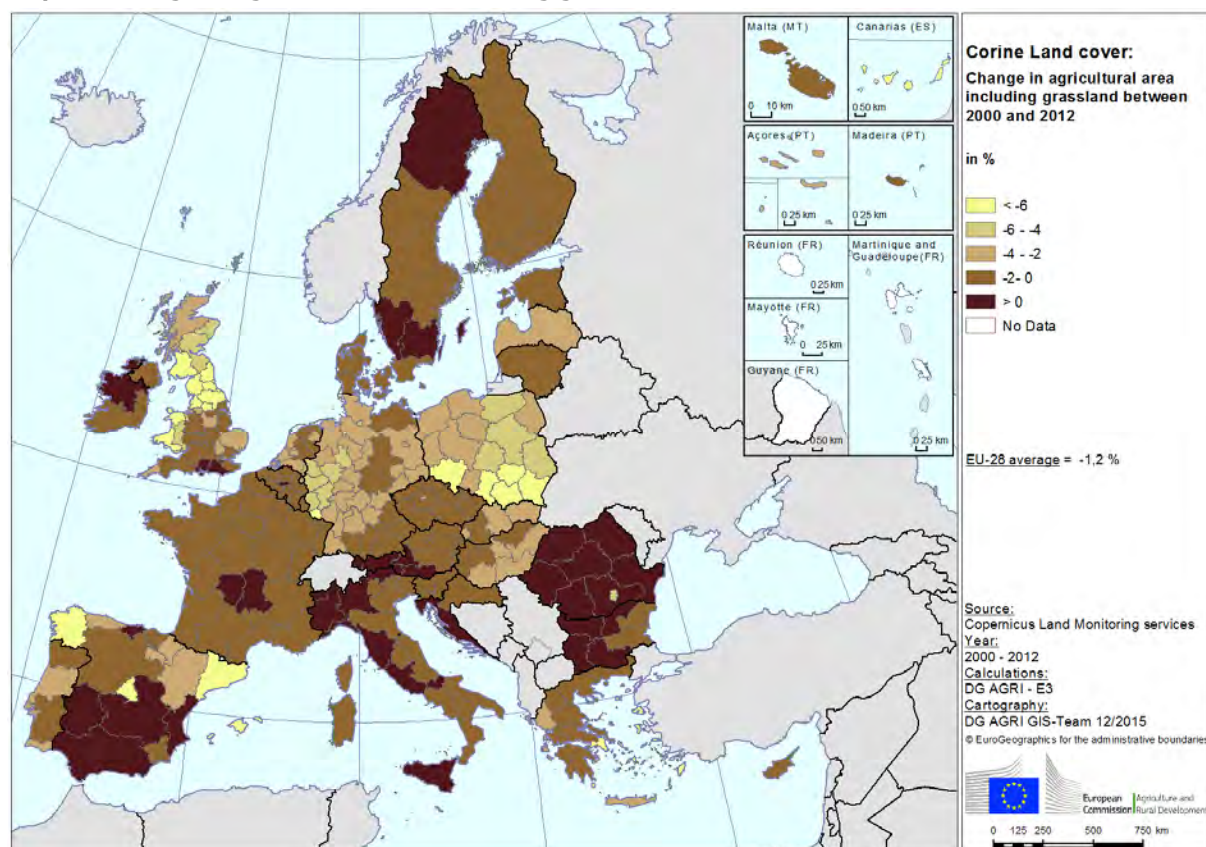 Malta (MT)
0 10 km
Canarias (ES)
0 50 km
Açores (PT)
0 25 km
Madeira (PT)
0 25 km
Réunion (FR)
0 25 km
Martinique and
Guadeloupe(FR)
Mayotte (FR)
0 25 km
Guyane (FR)
0 50 km
0 25 km
Corine Land cover:
Change in agricultural area
including grassland between
2000 and 2012
in %
< -6
-6 - -4
-4 - -2
-2- 0
> 0
No Data
EU-28 average = -1,2 %
Source:
Copernicus Land Monitoring services
Year:
2000 - 2012
Calculations:
DG AGRI - E3
Cartography:
DG AGRI GIS-Team 12/2015
© EuroGeographics for the administrative boundaries
European
Commission
Agriculture and
Rural Development
0 125 250 500 750 km